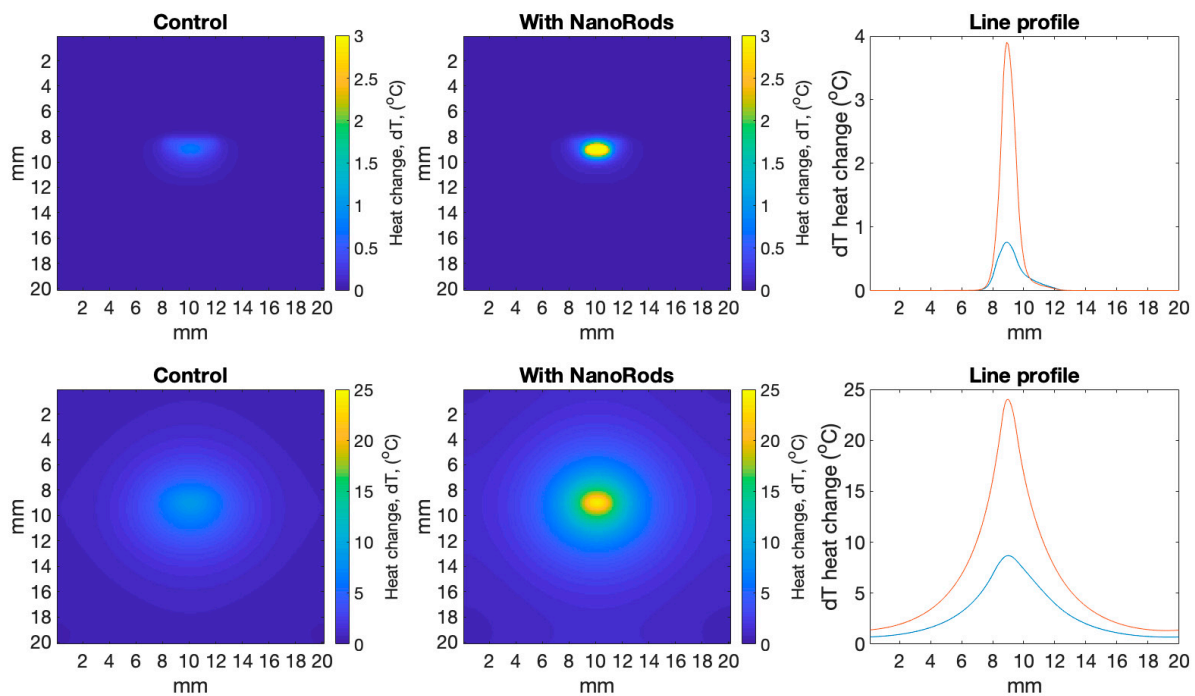 Control
2
4
6
8
10
12
14
16
18
20
mm
2 4 6 8 10 12 14 16 18 20
mm
3
2.5
2
1.5
1
0.5
0
Heat change, dT, (°C)
With NanoRods
2
4
6
8
10
12
14
16
18
20
mm
2 4 6 8 10 12 14 16 18 20
mm
3
2.5
2
1.5
1
0.5
0
Heat change, dT, (°C)
Line profile
4
3
2
1
0
dT heat change (°C)
2 4 6 8 10 12 14 16 18 20
mm
Control
2
4
6
8
10
12
14
16
18
20
mm
2 4 6 8 10 12 14 16 18 20
mm
25
20
15
10
5
0
Heat change, dT, (°C)
With NanoRods
2
4
6
8
10
12
14
16
18
20
mm
2 4 6 8 10 12 14 16 18 20
mm
25
20
15
10
5
0
Heat change, dT, (°C)
Line profile
25
20
15
10
5
0
dT heat change (°C)
2 4 6 8 10 12 14 16 18 20
mm